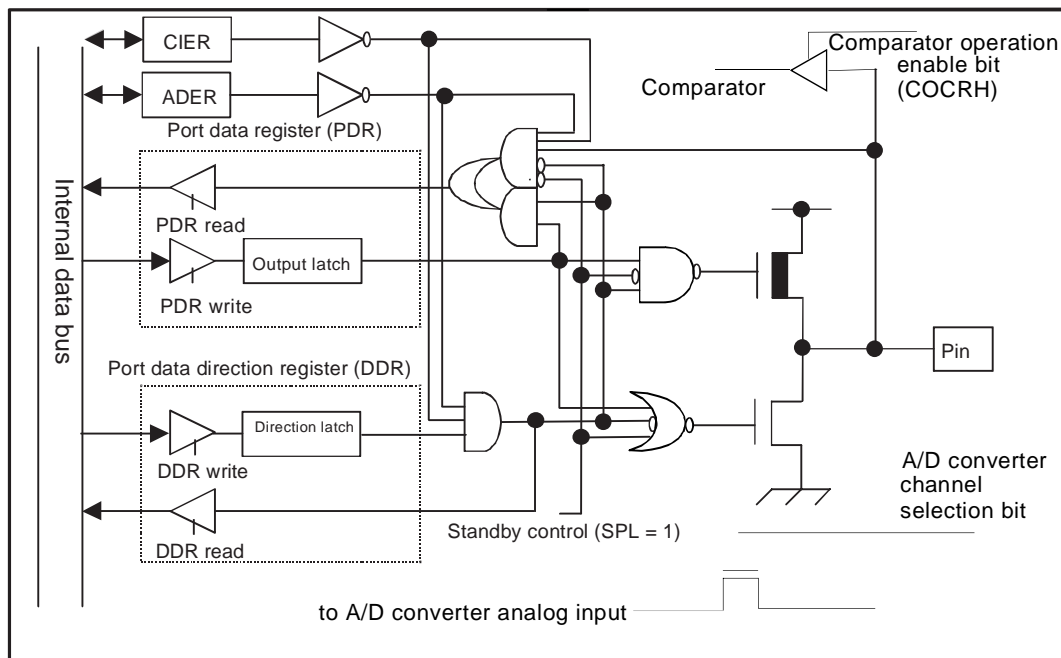 CIER
Comparator operation
enable bit
(COCRH)
Comparator
ADER
Port data register (PDR)
Internal data bus
PDR read
Output latch
PDR write
Pin
Port data direction register (DDR)
Direction latch
DDR write
A/D converter
channel
selection bit
Standby control (SPL = 1)
DDR read
to A/D converter analog input